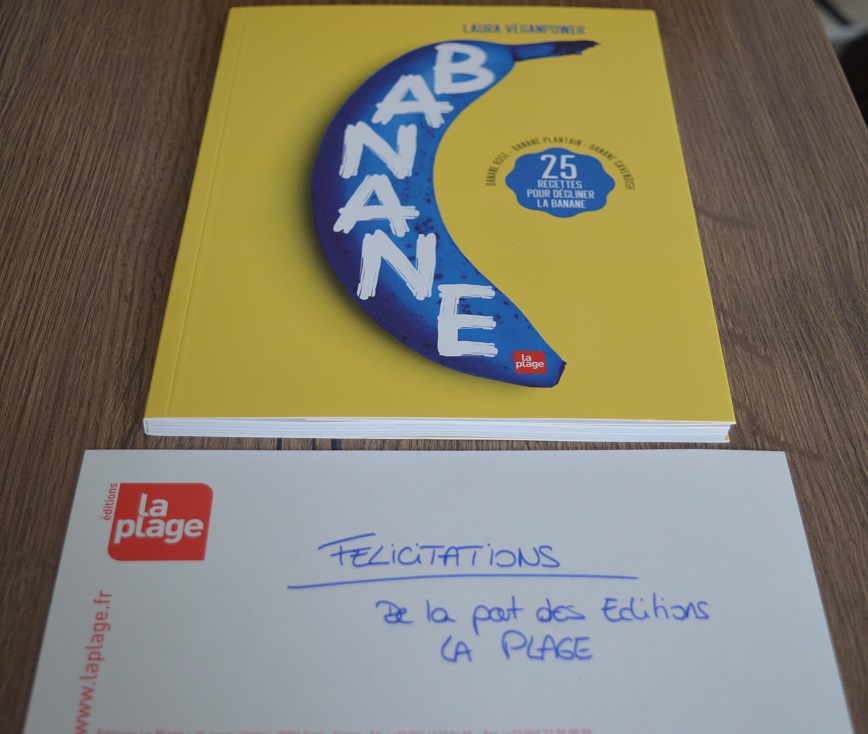 LAURA VEGANPOWER
BANANE
BANANE ROSE - BANANE PLANTAIN - BANANE CAVENDISH
25
RECETTES
POUR DÉCLINER
LA BANANE
la
plage
éditions
la
plage
www.laplage.fr
FELICITATIONS
De la part des Editions
LA PLAGE